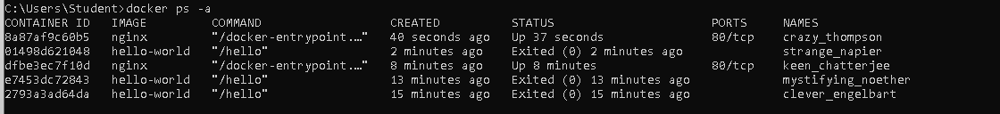 C:\Users\Student>docker ps -a
CONTAINER ID   IMAGE         COMMAND                  CREATED          STATUS                      PORTS     NAMES
8a87af9c60b5   nginx         "/docker-entrypoint.…"   40 seconds ago   Up 37 seconds               80/tcp    crazy_thompson
01498d621048   hello-world   "/hello"                 2 minutes ago    Exited (0) 2 minutes ago              strange_napier
dfbe3ec7f10d   nginx         "/docker-entrypoint.…"   8 minutes ago    Up 8 minutes                80/tcp    keen_chatterjee
e7453dc72843   hello-world   "/hello"                 13 minutes ago   Exited (0) 13 minutes ago             mystifying_noether
2793a3ad64da   hello-world   "/hello"                 15 minutes ago   Exited (0) 15 minutes ago             clever_engelbart